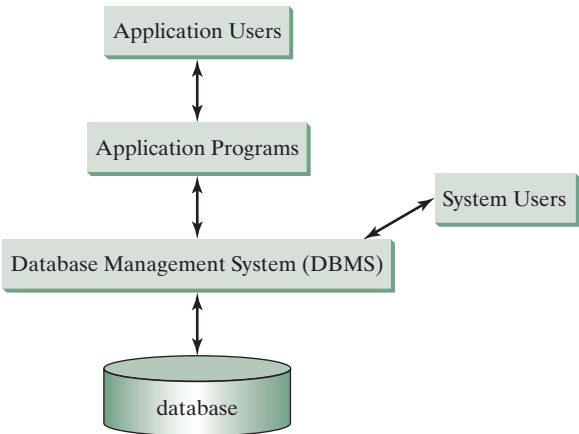 Application Users
Application Programs
System Users
Database Management System (DBMS)
database